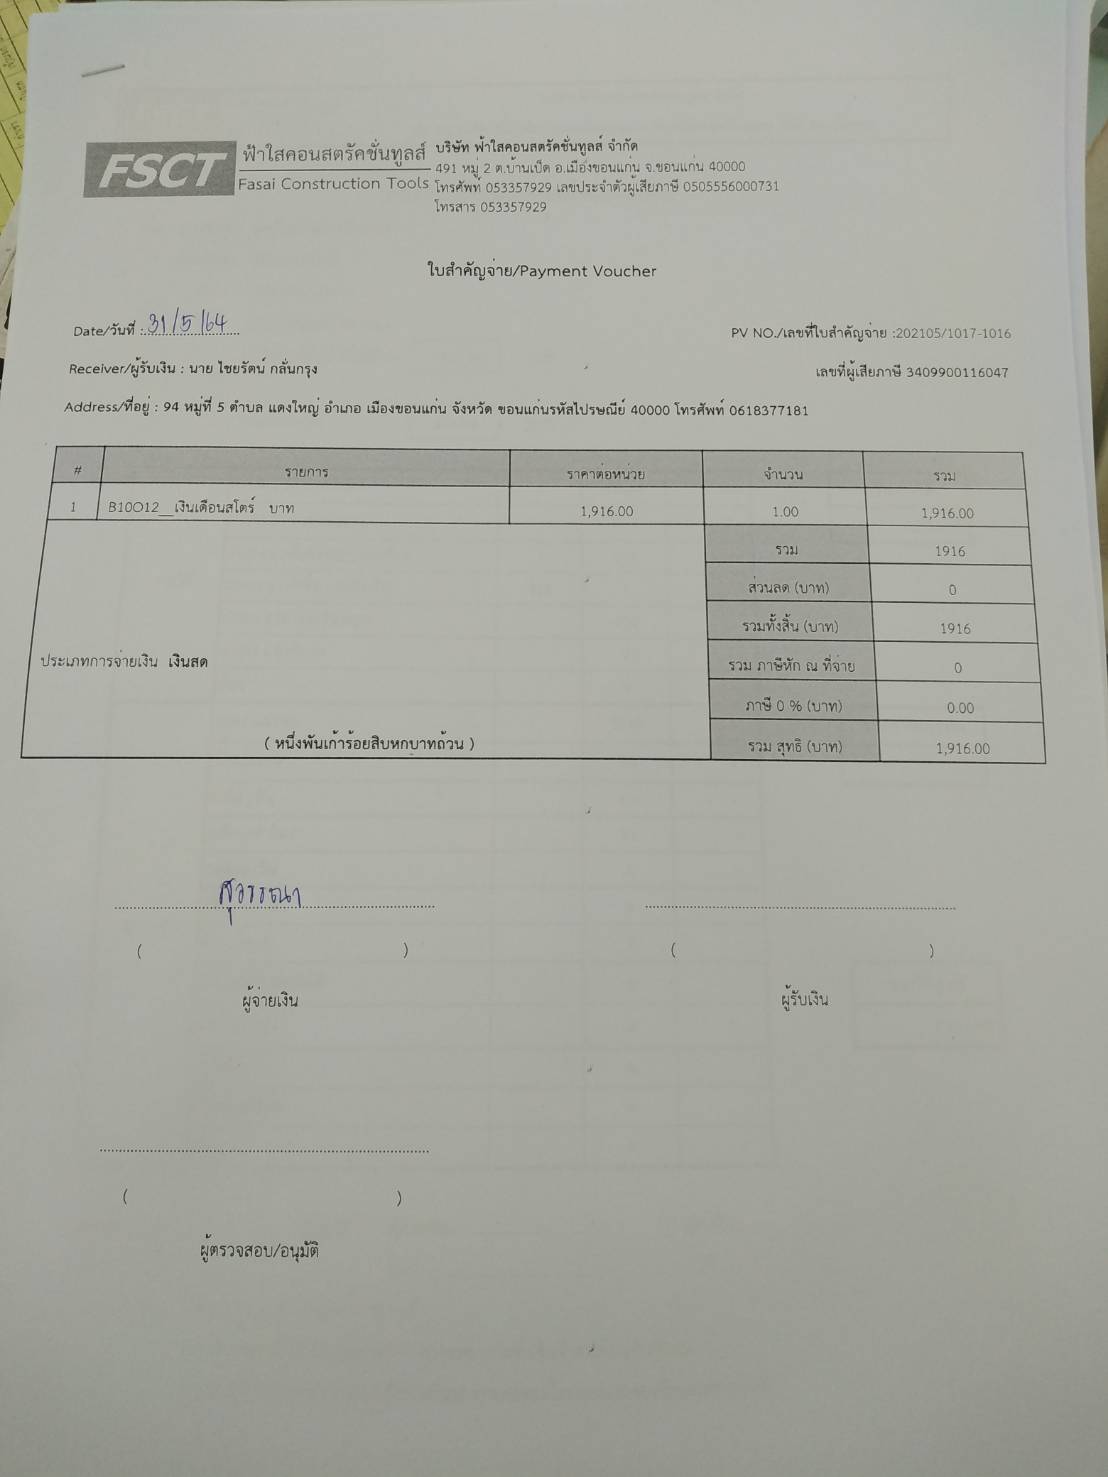 FSCT
ฟ้าใสคอนสตรัคชั่นทูลส์
Fasai Construction Tools
บริษัท ฟ้าใสคอนสตรัคชั่นทูลส์ จำกัด
491 หมู่ 2 ต.บ้านเป็ด อ.เมืองขอนแก่น จ.ขอนแก่น 40000
โทรศัพท์ 053357929 เลขประจำตัวผู้เสียภาษี 0505556000731
โทรสาร 053357929
ใบสำคัญจ่าย/Payment Voucher
Date/วันที่ : 31/5/64
PV NO./เลขที่ใบสำคัญจ่าย :202105/1017-1016
Receiver/ผู้รับเงิน : นาย ไชยรัตน์ กลั่นกรุง
เลขที่ผู้เสียภาษี 3409900116047
Address/ที่อยู่ : 94 หมู่ที่ 5 ตำบล แดงใหญ่ อำเภอ เมืองขอนแก่น จังหวัด ขอนแก่นรหัสไปรษณีย์ 40000 โทรศัพท์ 0618377181
# รายการ ราคาต่อหน่วย จำนวน รวม
1 B10O12__เงินเดือนสโตร์ บาท 1,916.00 1.00 1,916.00
รวม 1916
ส่วนลด (บาท) 0
รวมทั้งสิ้น (บาท) 1916
ประเภทการจ่ายเงิน เงินสด
รวม ภาษีหัก ณ ที่จ่าย 0
ภาษี 0 % (บาท) 0.00
( หนึ่งพันเก้าร้อยสิบหกบาทถ้วน ) รวม สุทธิ (บาท) 1,916.00
สุวรรณา
( ) ( )
ผู้จ่ายเงิน ผู้รับเงิน
( )
ผู้ตรวจสอบ/อนุมัติ